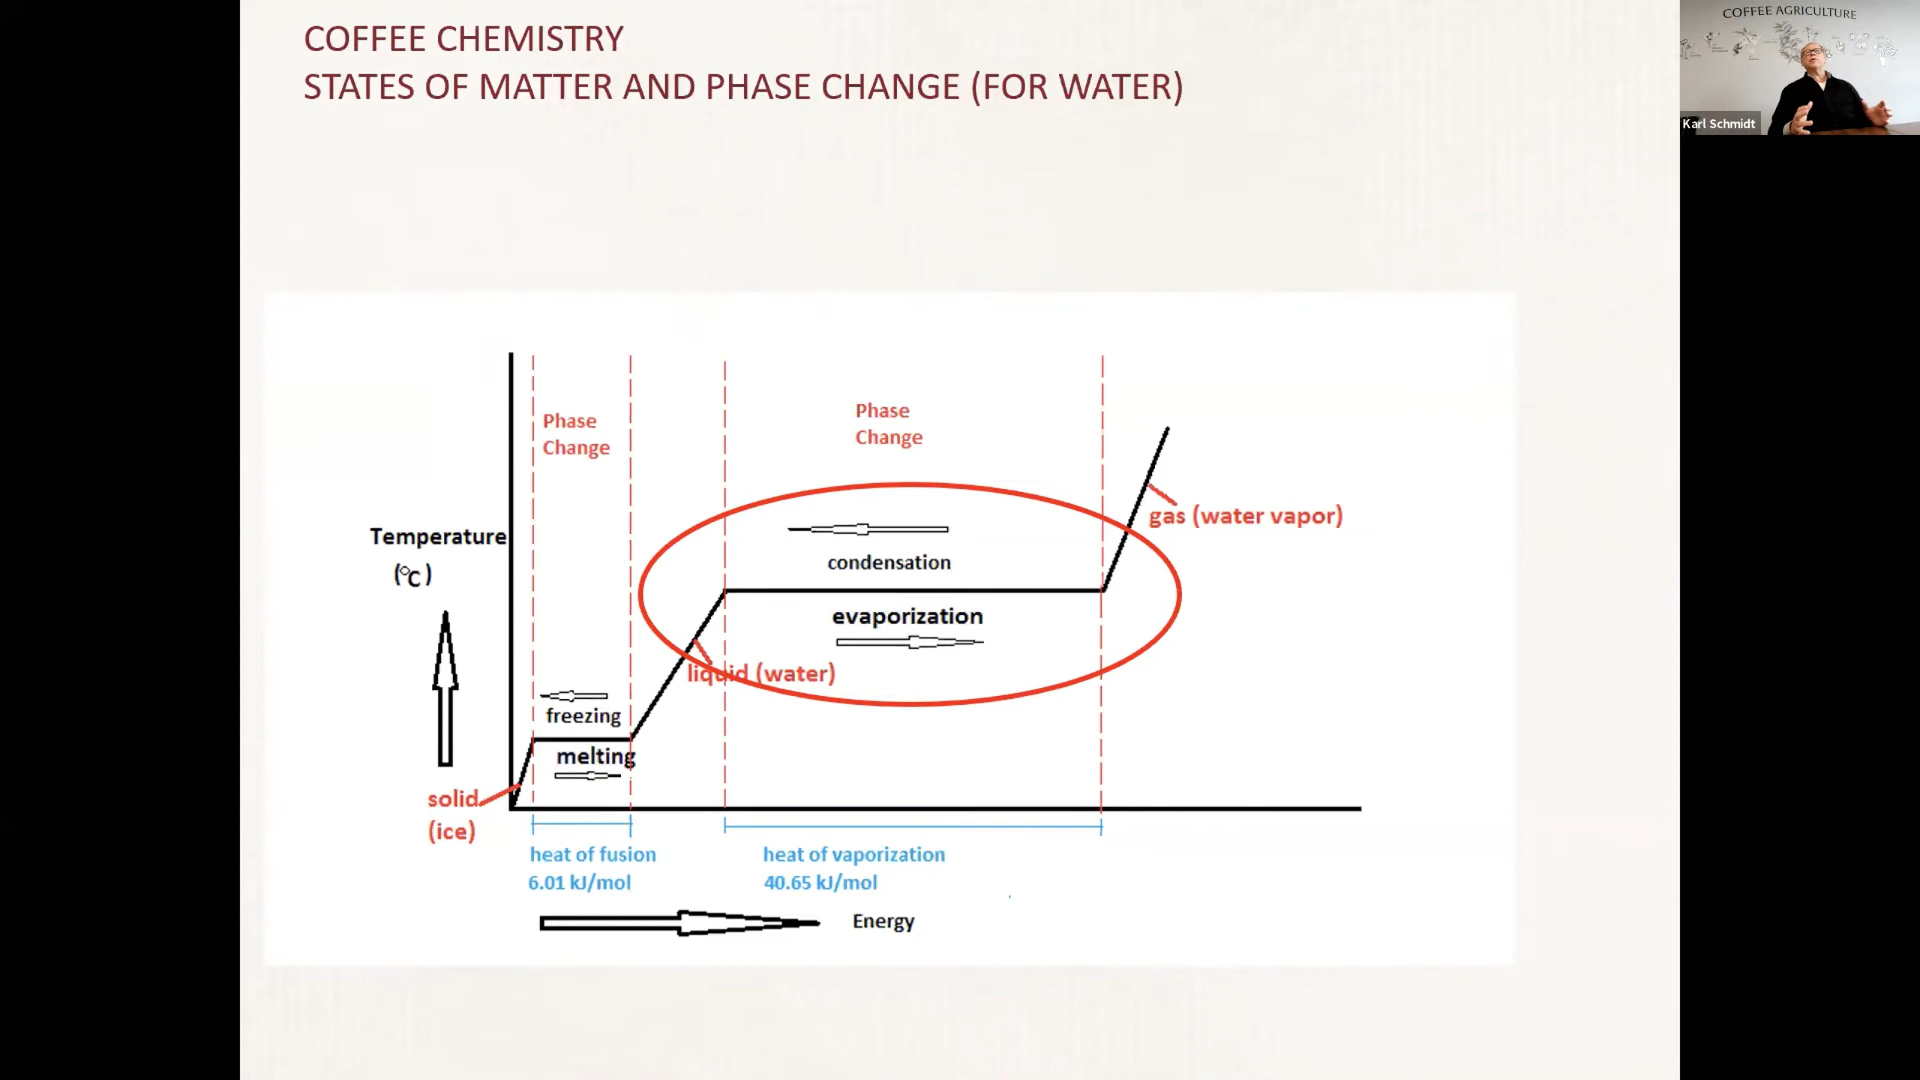 COFFEE CHEMISTRY
STATES OF MATTER AND PHASE CHANGE (FOR WATER)
COFFEE AGRICULTURE
Karl Schmidt
Phase
Change
Phase
Change
gas (water vapor)
Temperature
(°C)
condensation
evaporization
liquid (water)
freezing
melting
solid
(ice)
heat of fusion
6.01 kJ/mol
heat of vaporization
40.65 kJ/mol
Energy